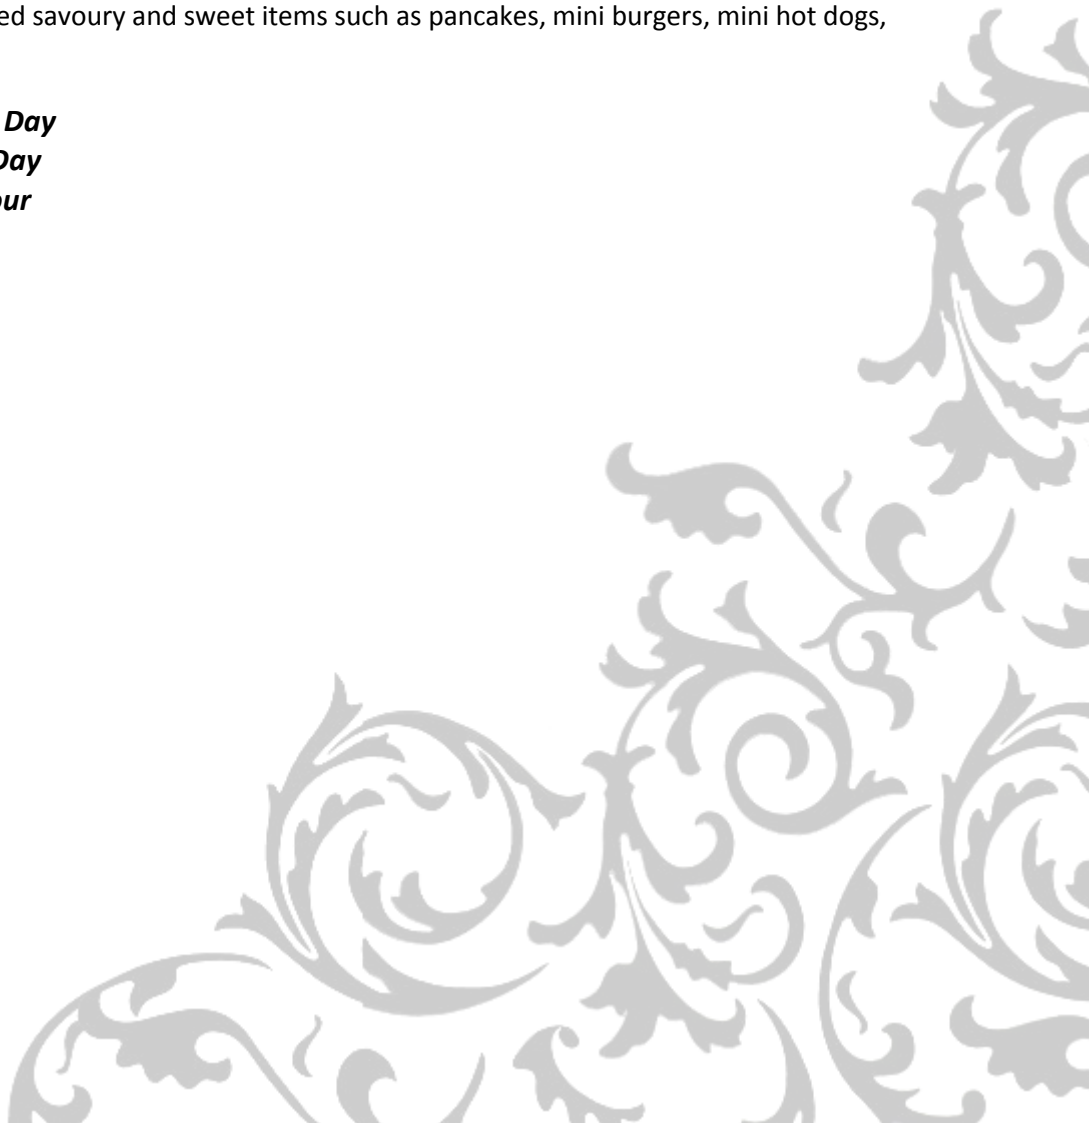 ed savoury and sweet items such as pancakes, mini burgers, mini hot dogs,
Day
Day
our